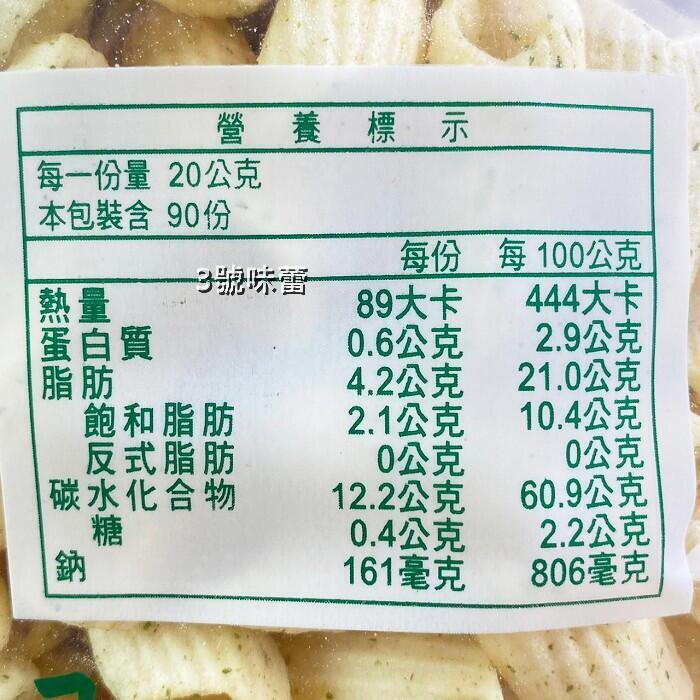 營養標示
每一份量 20公克
本包裝含 90份
每份 每100公克
3號味蕾
熱量 89大卡 444大卡
蛋白質 0.6公克 2.9公克
脂肪 4.2公克 21.0公克
飽和脂肪 2.1公克 10.4公克
反式脂肪 0公克 0公克
碳水化合物 12.2公克 60.9公克
糖 0.4公克 2.2公克
鈉 161毫克 806毫克